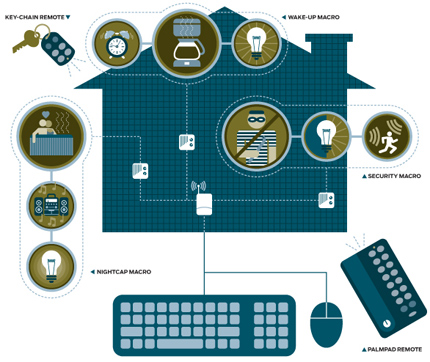 KEY-CHAIN REMOTE ▼
◀ WAKE-UP MACRO
▲ SECURITY MACRO
◀ NIGHTCAP MACRO
▲ PALMPAD REMOTE